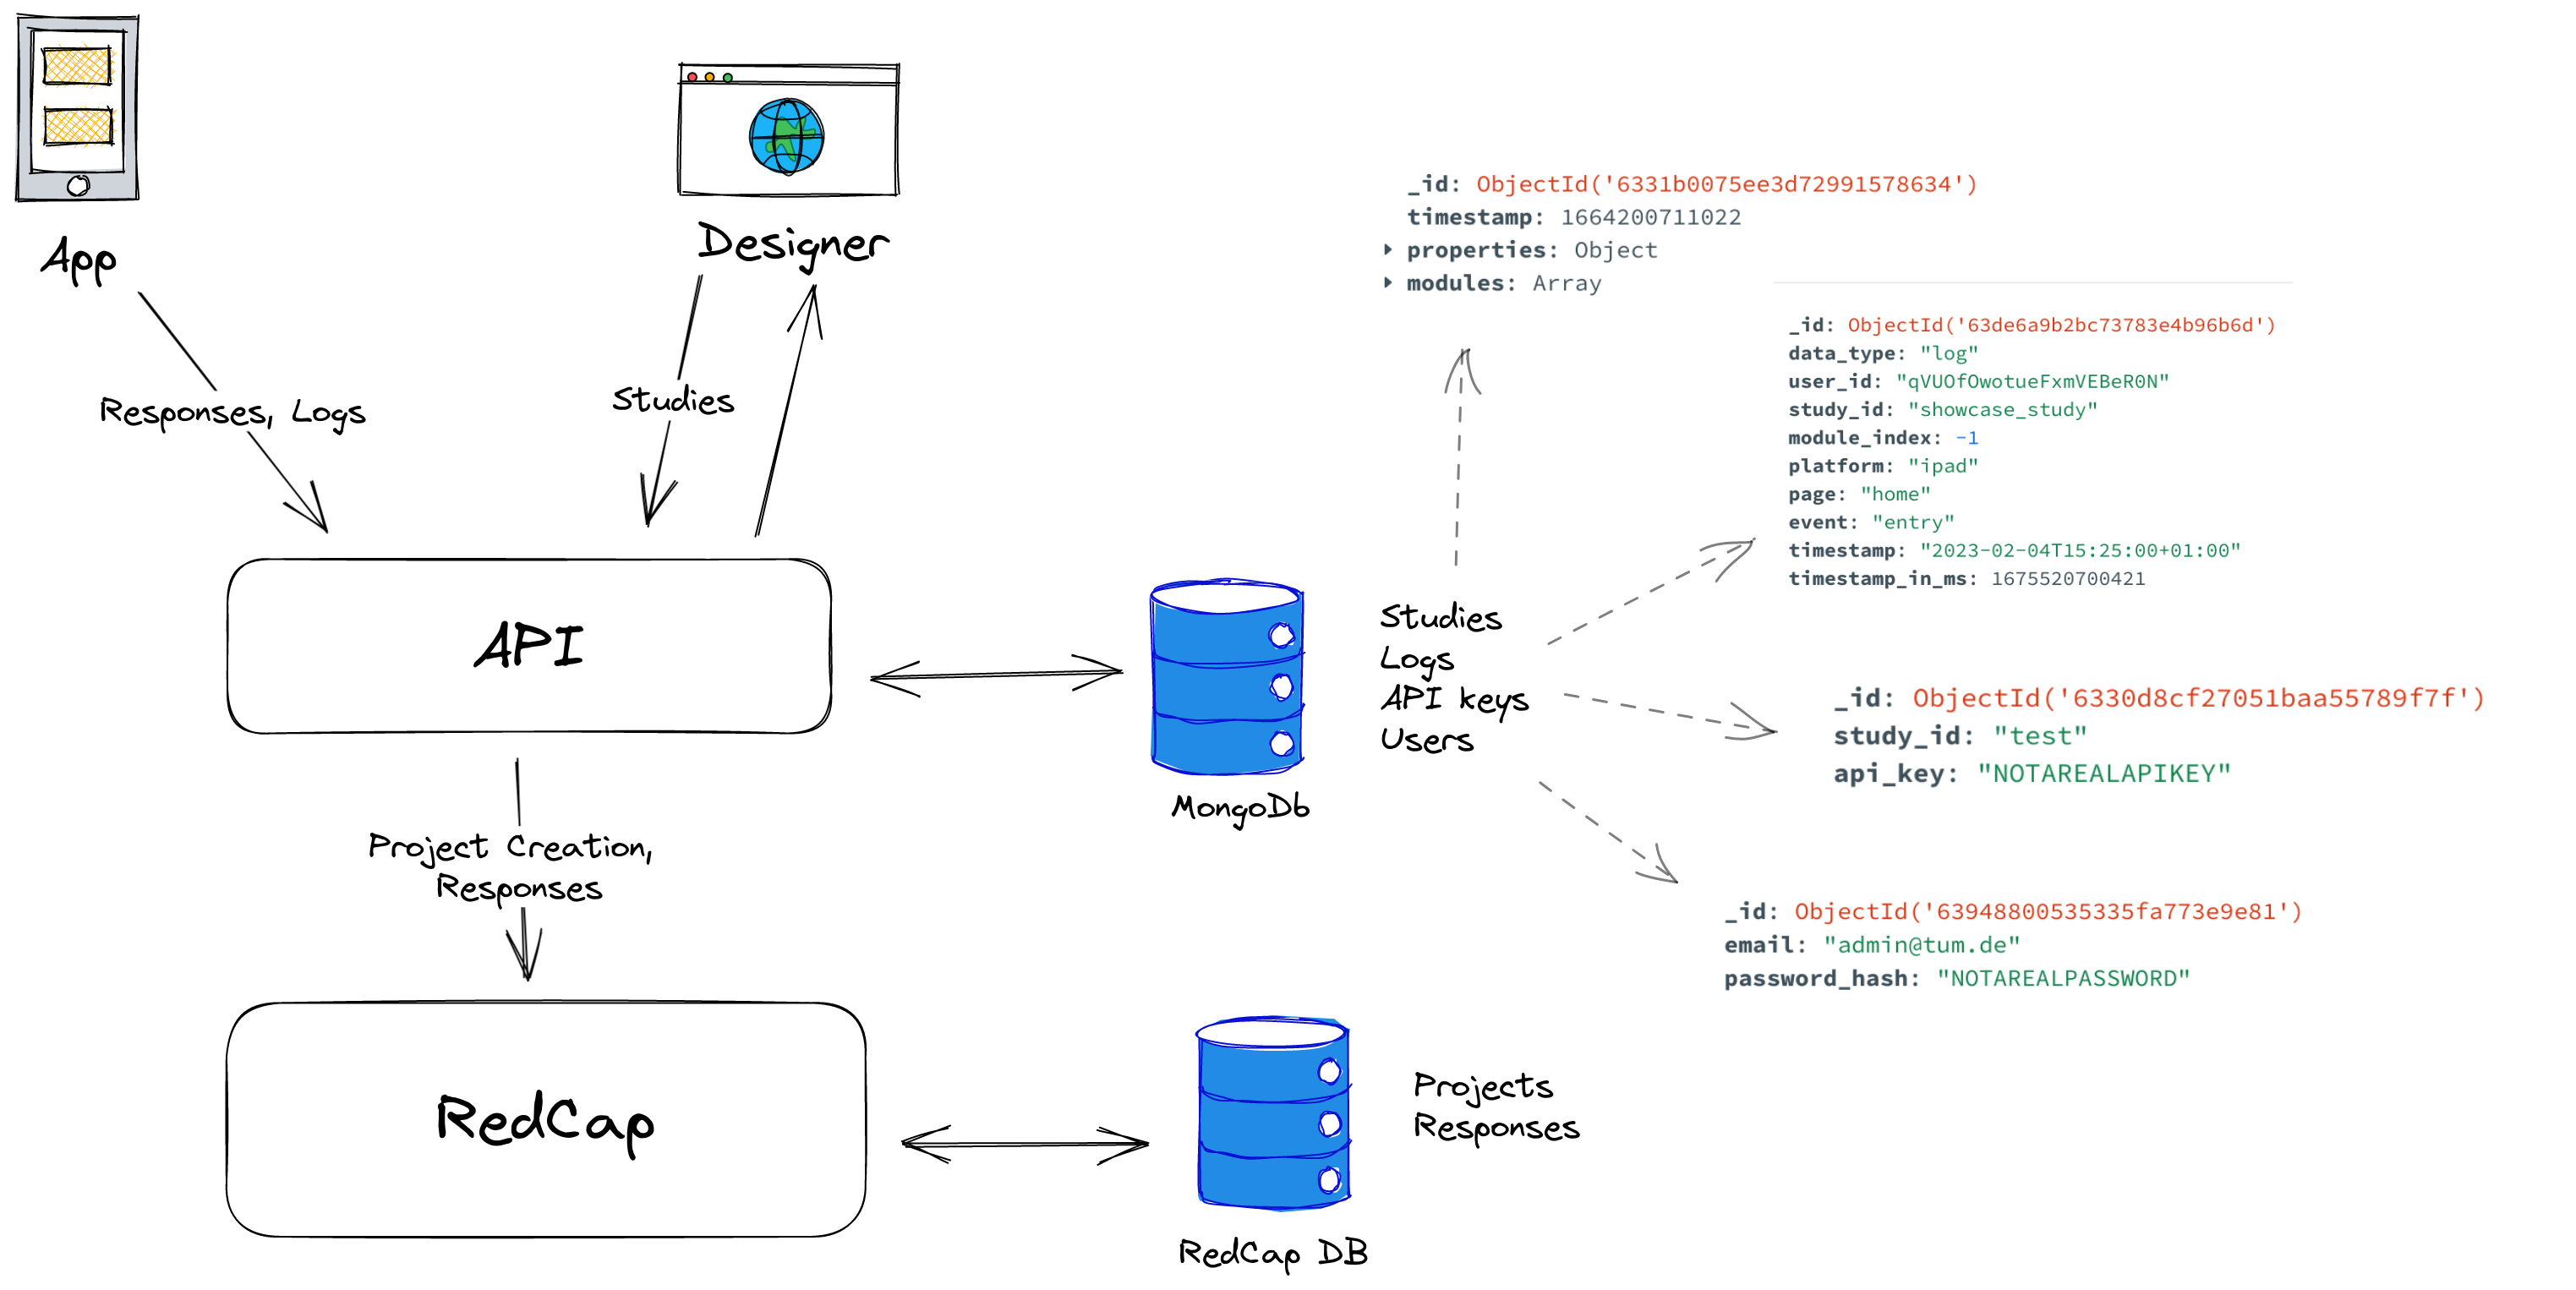 App
Designer
Responses, Logs
Studies
API
Project Creation,
Responses
RedCap
MongoDb
Studies
Logs
API keys
Users
RedCap DB
Projects
Responses
_id: ObjectId('6331b0075ee3d72991578634')
timestamp: 1664200711022
properties: Object
modules: Array
_id: ObjectId('63de6a9b2bc73783e4b96b6d')
data_type: "log"
user_id: "qVUOfOwotueFxmVEBeR0N"
study_id: "showcase_study"
module_index: -1
platform: "ipad"
page: "home"
event: "entry"
timestamp: "2023-02-04T15:25:00+01:00"
timestamp_in_ms: 1675520700421
_id: ObjectId('6330d8cf27051baa55789f7f')
study_id: "test"
api_key: "NOTAREALAPIKEY"
_id: ObjectId('63948800535335fa773e9e81')
email: "admin@tum.de"
password_hash: "NOTAREALPASSWORD"